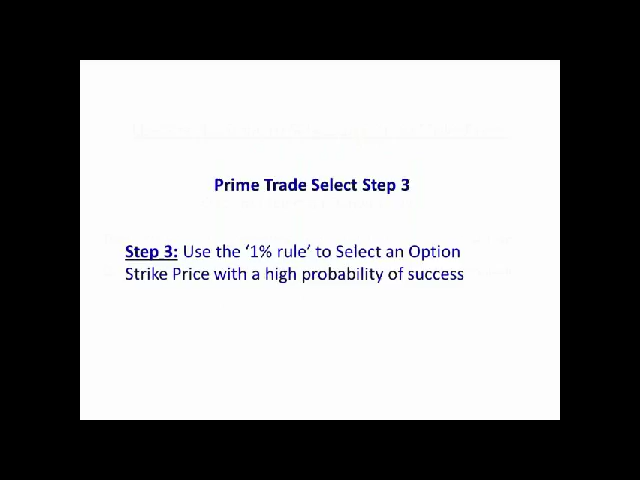 Prime Trade Select Step 3
Step 3: Use the ‘1% rule’ to Select an Option
Strike Price with a high probability of success